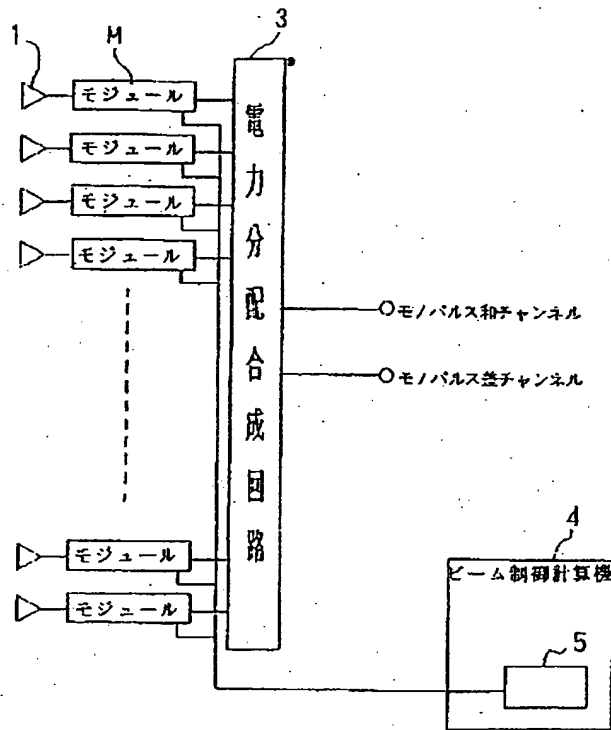 1
M
3
モジュール
モジュール
モジュール
モジュール
電力分配合成回路
モノパルス和チャンネル
モノパルス差チャンネル
モジュール
モジュール
4
ビーム制御計算機
5